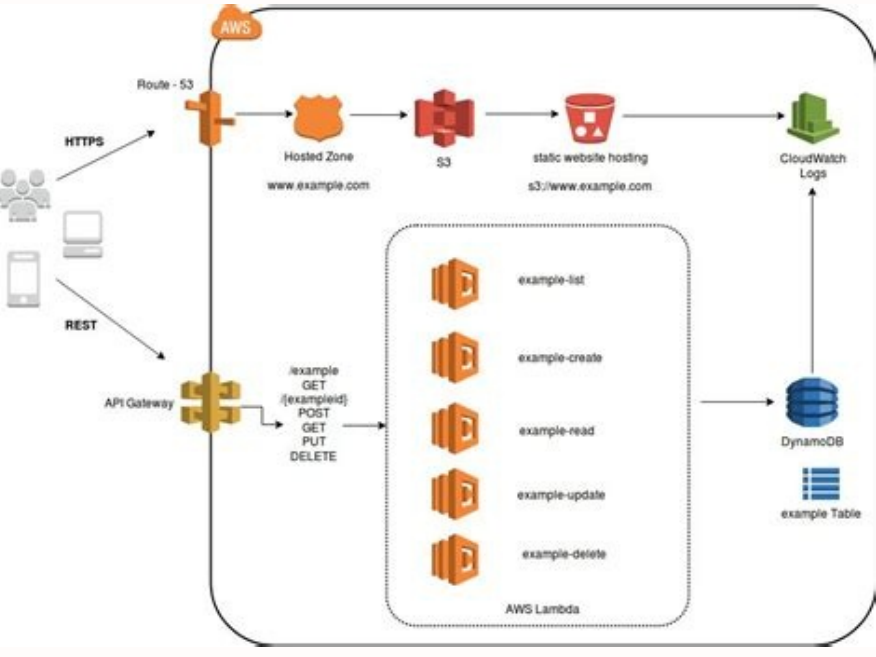 AWS
Route - 53
HTTPS
Hosted Zone
www.example.com
S3
static website hosting
s3://www.example.com
CloudWatch
Logs
REST
API Gateway
/example
GET
/{exampleid}
POST
GET
PUT
DELETE
example-list
example-create
example-read
example-update
example-delete
AWS Lambda
DynamoDB
example Table